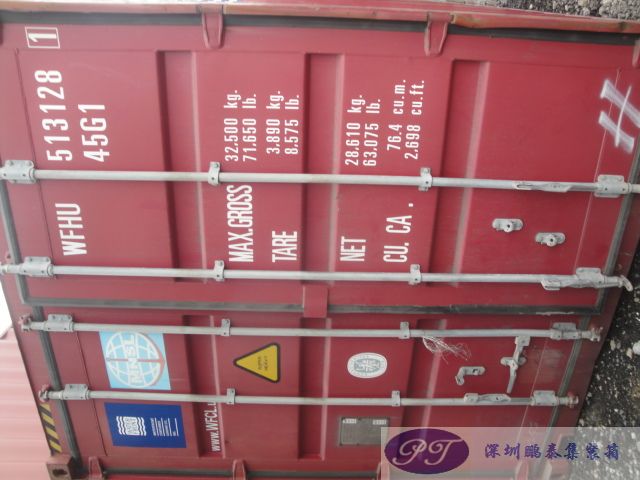 WFHU 513128 1
45G1
MAX.GROSS 32.500 kg.
71.650 lb.
TARE 3.890 kg.
8.575 lb.
NET 28.610 kg.
63.075 lb.
CU.CA. 76.4 cu.m.
2.698 cu.ft.
MNSL
www.WFCL.
PT 深圳鹏泰集装箱